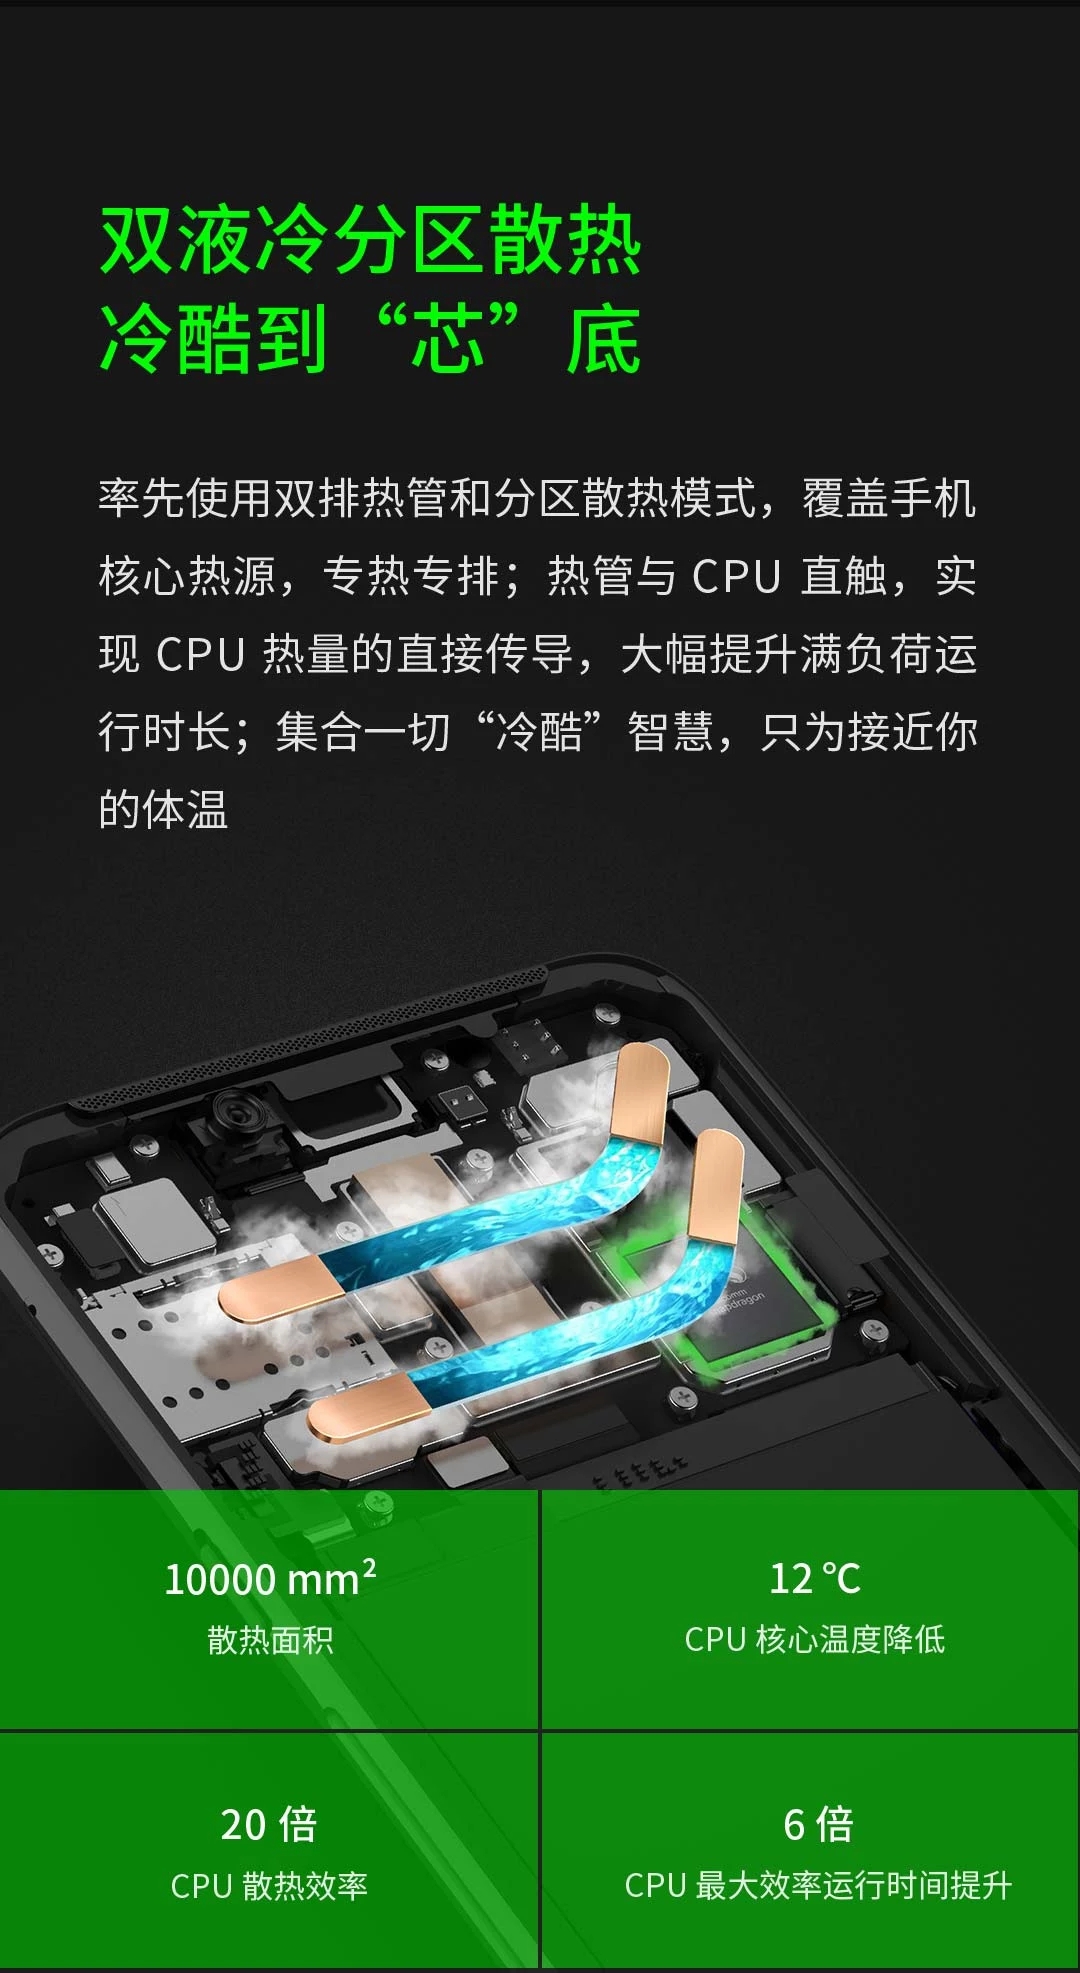 双液冷分区散热
冷酷到“芯”底
率先使用双排热管和分区散热模式，覆盖手机
核心热源，专热专排；热管与 CPU 直触，实
现 CPU 热量的直接传导，大幅提升满负荷运
行时长；集合一切“冷酷”智慧，只为接近你
的体温
10000 mm²
散热面积
12 ℃
CPU 核心温度降低
20 倍
CPU 散热效率
6 倍
CPU 最大效率运行时间提升